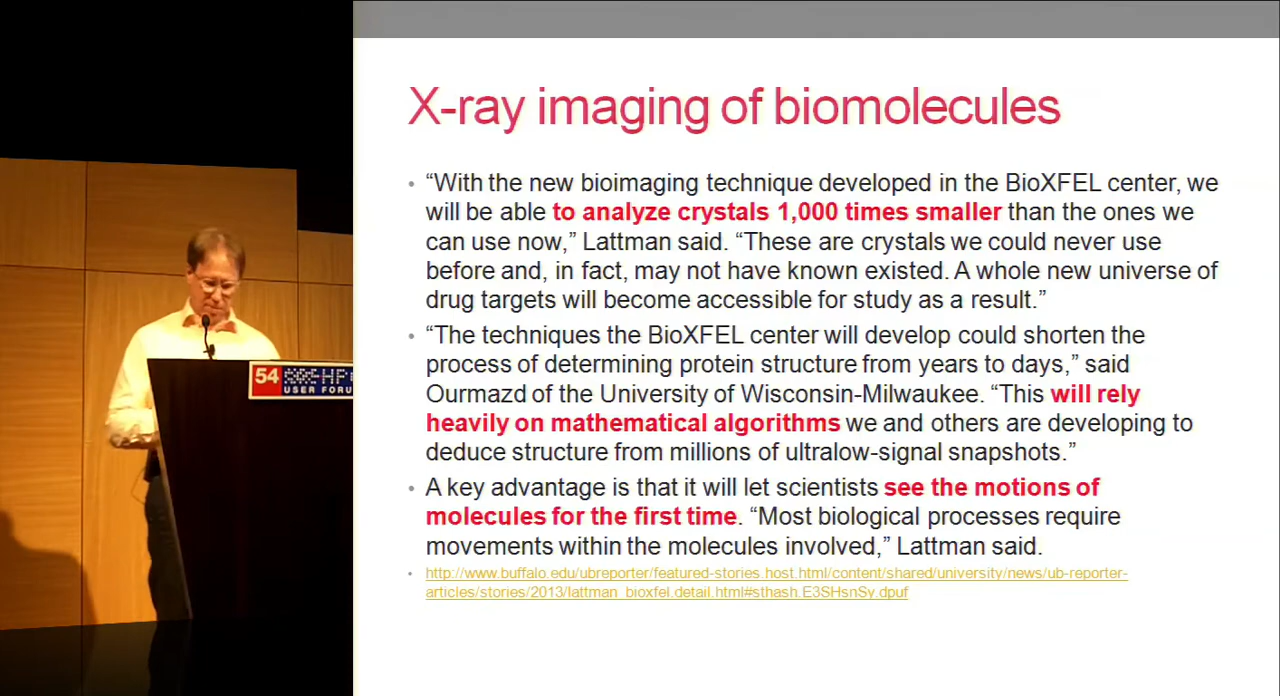 X-ray imaging of biomolecules
• “With the new bioimaging technique developed in the BioXFEL center, we
will be able to analyze crystals 1,000 times smaller than the ones we
can use now,” Lattman said. “These are crystals we could never use
before and, in fact, may not have known existed. A whole new universe of
drug targets will become accessible for study as a result.”
• “The techniques the BioXFEL center will develop could shorten the
process of determining protein structure from years to days,” said
Ourmazd of the University of Wisconsin-Milwaukee. “This will rely
heavily on mathematical algorithms we and others are developing to
deduce structure from millions of ultralow-signal snapshots.”
• A key advantage is that it will let scientists see the motions of
molecules for the first time. “Most biological processes require
movements within the molecules involved,” Lattman said.
• http://www.buffalo.edu/ubreporter/featured-stories.host.html/content/shared/university/news/ub-reporter-
articles/stories/2013/lattman_bioxfel.detail.html#sthash.E3SHsnSy.dpuf
54
USER